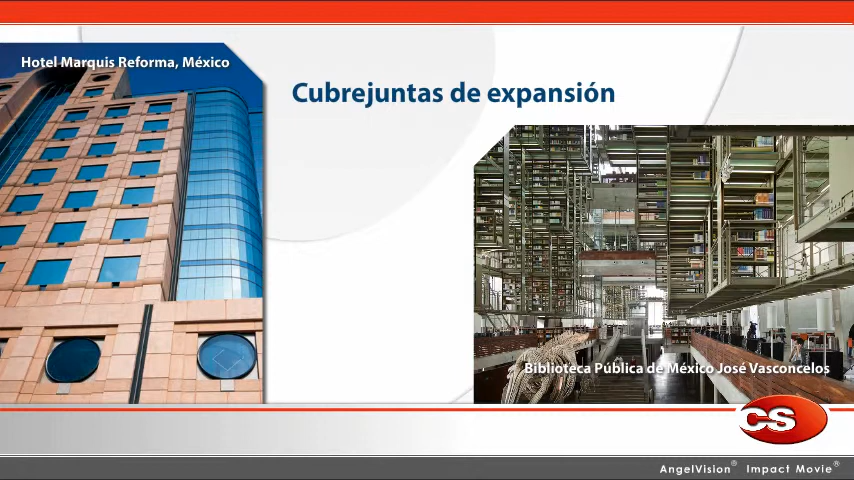 Hotel Marquis Reforma, México
Cubrejuntas de expansión
Biblioteca Pública de México José Vasconcelos
CS
AngelVision® Impact Movie®